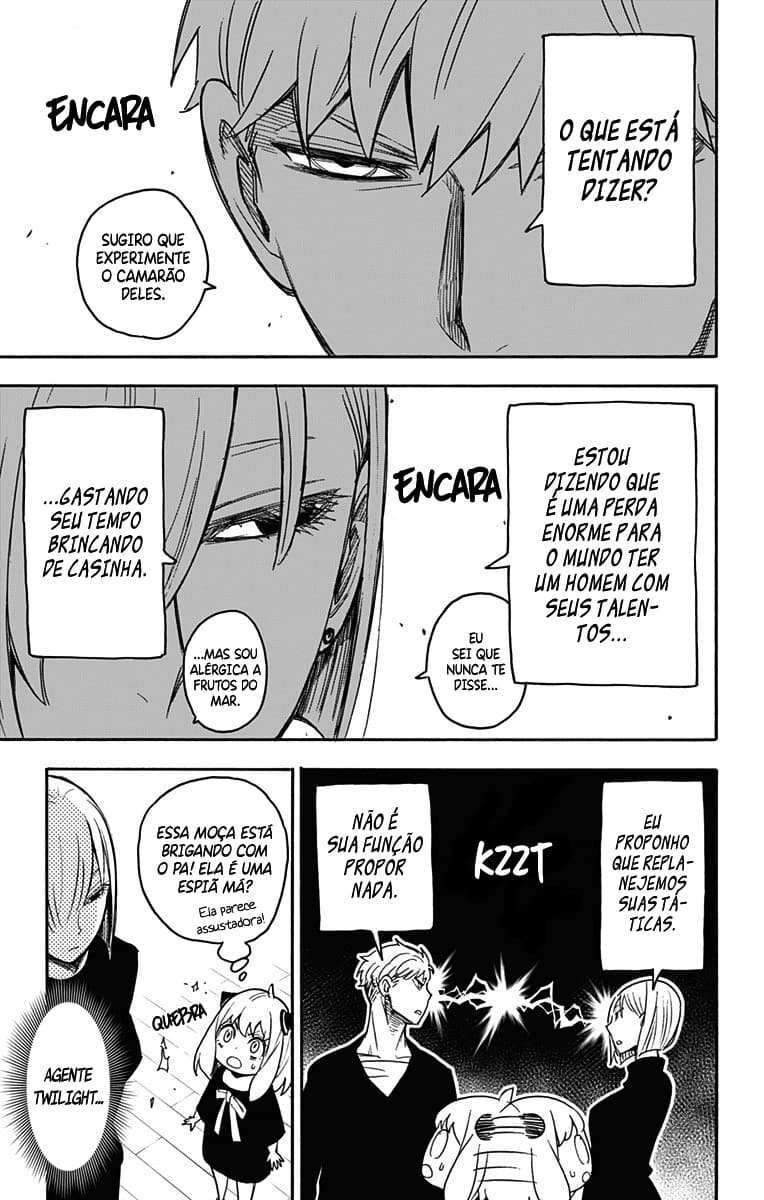 O QUE ESTÁ
TENTANDO
DIZER?
ENCARA
SUGIRO QUE
EXPERIMENTE
O CAMARÃO
DELES.
ESTOU
DIZENDO QUE
É UMA PERDA
ENORME PARA
O MUNDO TER
UM HOMEM COM
SEUS TALEN-
TOS...
ENCARA
EU
SEI QUE
NUNCA TE
DISSE...
...GASTANDO
SEU TEMPO
BRINCANDO
DE CASINHA.
...MAS SOU
ALÉRGICA A
FRUTOS DO
MAR.
EU
PROPONHO
QUE REPLA-
NEJEMOS
SUAS TÁ-
TICAS.
KZZT
NÃO É
SUA FUNÇÃO
PROPOR
NADA.
ESSA MOÇA ESTÁ
BRIGANDO COM
O PA! ELA É UMA
ESPIÃ MÁ?
Ela parece
assustadora!
QUEBRA
AGENTE
TWILIGHT...